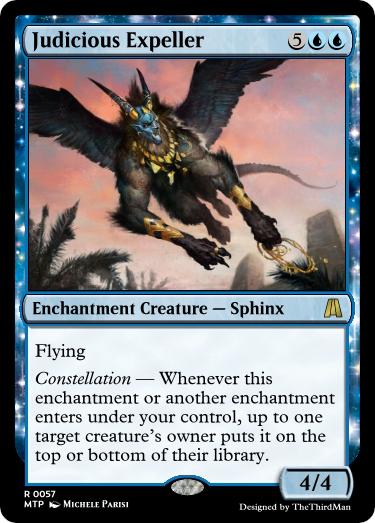 Judicious Expeller 5
Enchantment Creature — Sphinx
Flying
Constellation — Whenever this
enchantment or another enchantment
enters under your control, up to one
target creature's owner puts it on the
top or bottom of their library.
4/4
R 0057
MTP Michele Parisi
Designed by TheThirdMan